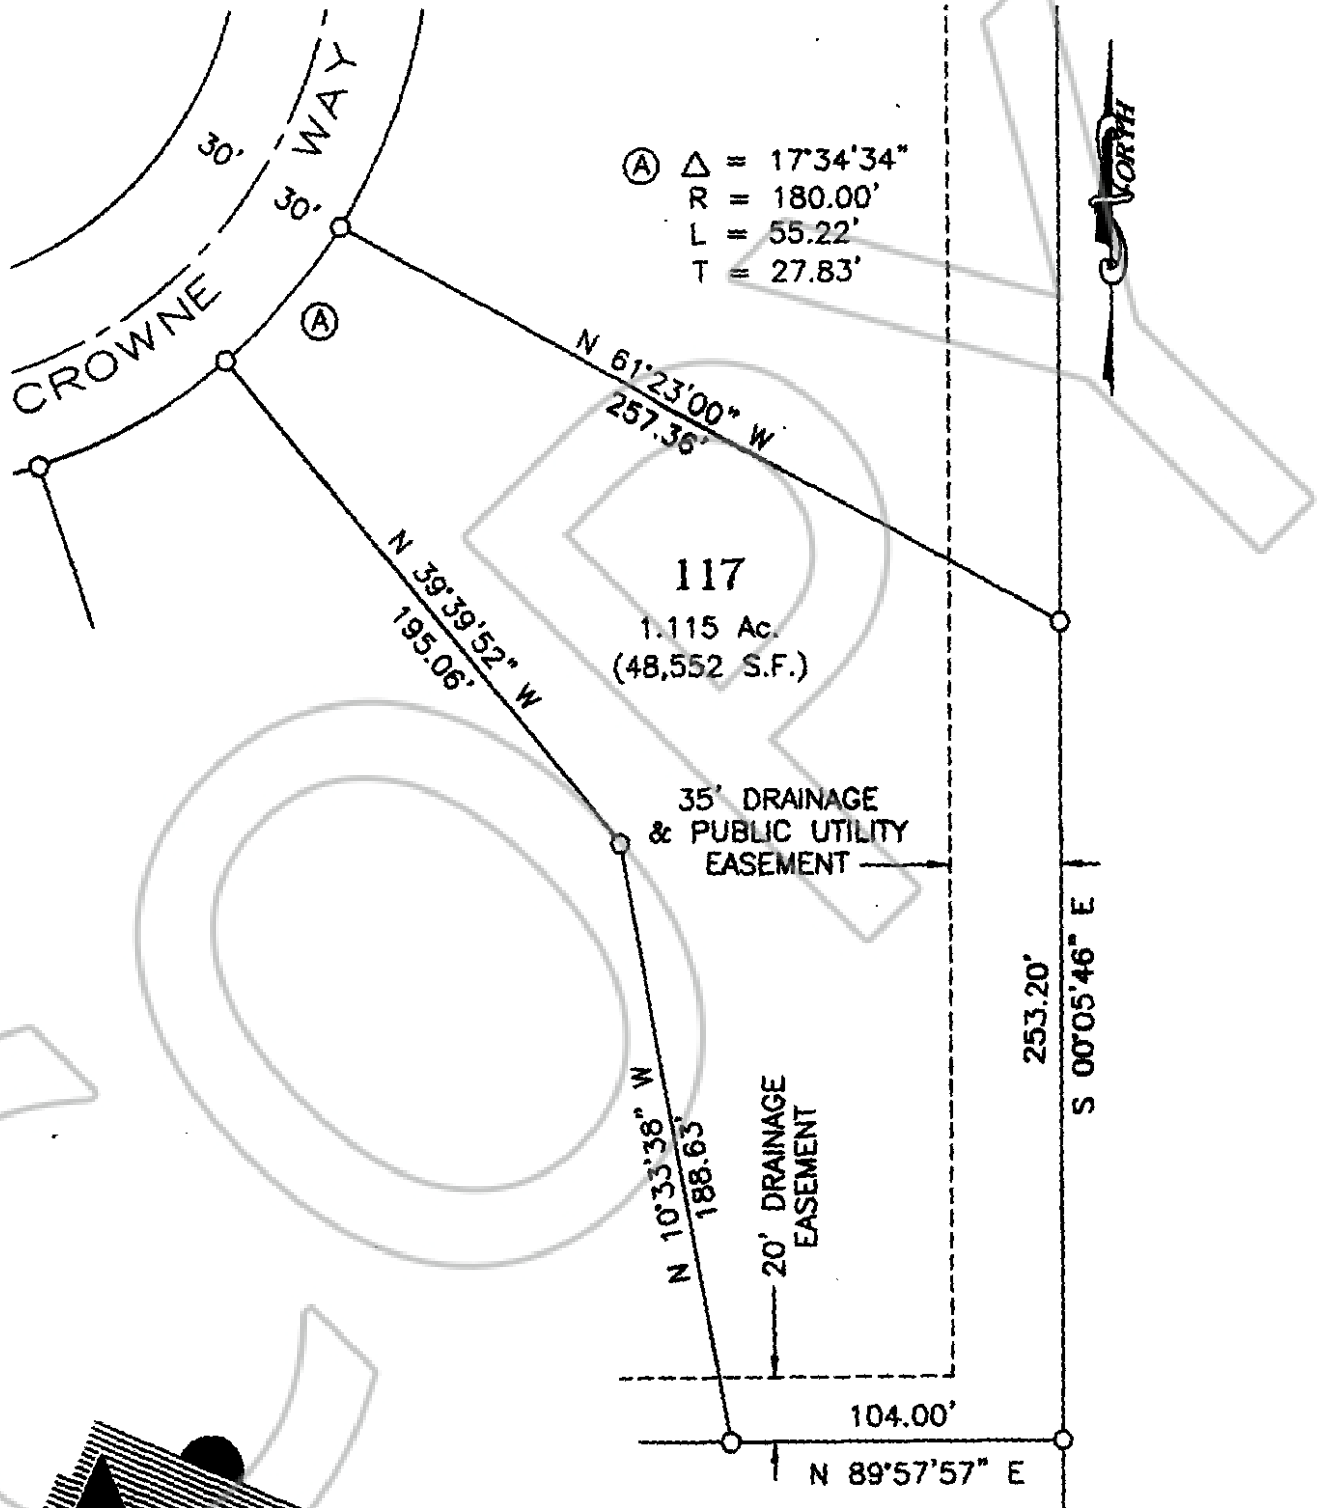 30'
WAY
30'
CROWNE
A
A Δ = 17°34'34"
R = 180.00'
L = 55.22'
T = 27.83'
NORTH
N 61°23'00" W
257.36'
N 39°39'52" W
195.06'
117
1.115 Ac.
(48,552 S.F.)
35' DRAINAGE
& PUBLIC UTILITY
EASEMENT
253.20'
S 00°05'46" E
N 10°33'38" W
188.63'
20' DRAINAGE
EASEMENT
104.00'
N 89°57'57" E
COPY